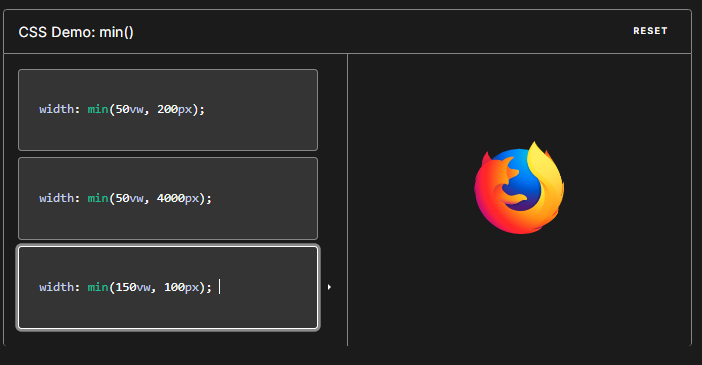 CSS Demo: min()
RESET
width: min(50vw, 200px);
width: min(50vw, 4000px);
width: min(150vw, 100px);